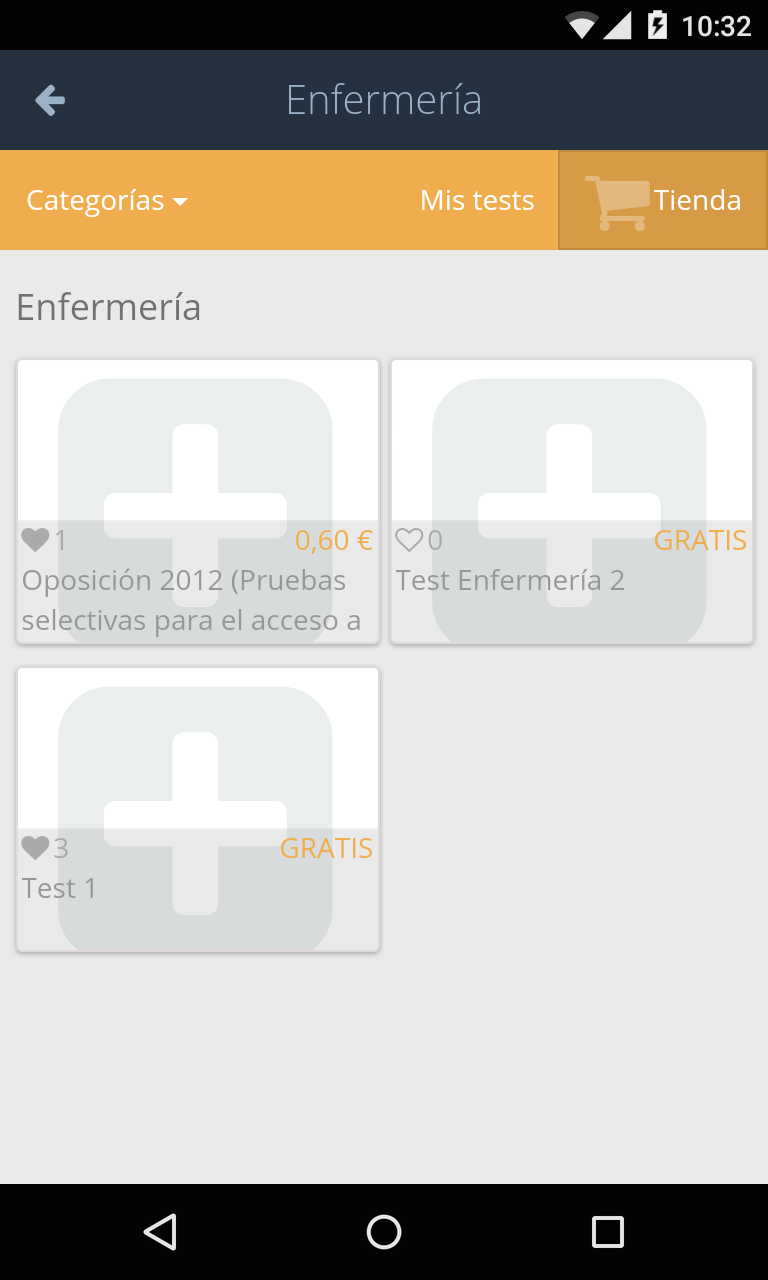 10:32
Enfermería
Categorías
Mis tests
Tienda
Enfermería
1
0,60 €
Oposición 2012 (Pruebas
selectivas para el acceso a
0
GRATIS
Test Enfermería 2
3
GRATIS
Test 1